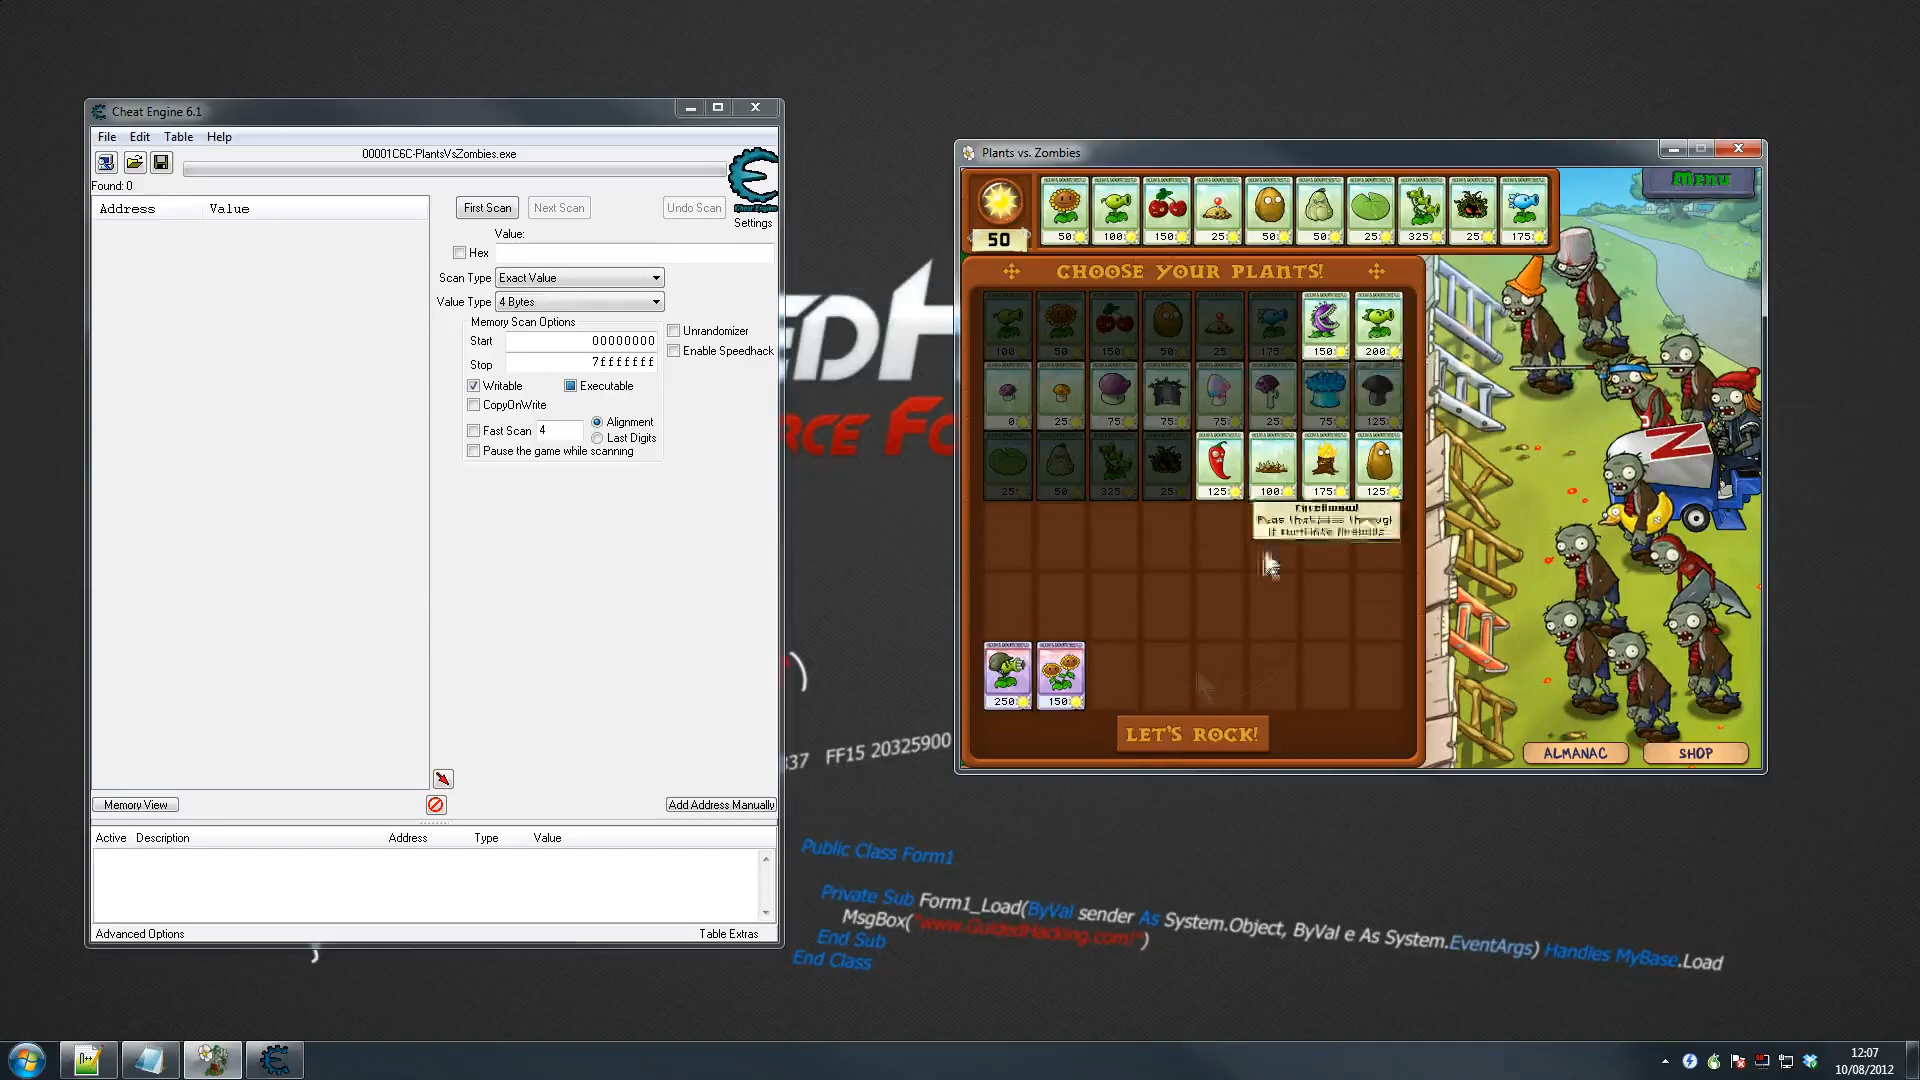 Cheat Engine 6.1
File Edit Table Help
00001C6C-PlantsVsZombies.exe
Found: 0
Address Value
First Scan Next Scan Undo Scan
Cheat Engine
Settings
Value:
Hex
Scan Type Exact Value
Value Type 4 Bytes
Memory Scan Options
Start 00000000
Stop 7fffffff
Writable Executable
CopyOnWrite
Fast Scan 4 Alignment
Last Digits
Pause the game while scanning
Unrandomizer
Enable Speedhack
Memory View Add Address Manually
Active Description Address Type Value
Advanced Options Table Extras
Plants vs. Zombies
Menu
50
50 100 150 25 50 50 25 325 25 175
CHOOSE YOUR PLANTS!
100 50 150 50 25 175 150 200
0 25 75 75 75 25 75 125
25 50 325 25 125 100 175 125
250 150
LET'S ROCK!
ALMANAC SHOP
FF15 20325900
Public Class Form1
Private Sub Form1_Load(ByVal sender As System.Object, ByVal e As System.EventArgs) Handles MyBase.Load
MsgBox("www.GuidedHacking.com!")
End Sub
End Class
12:07
10/08/2012